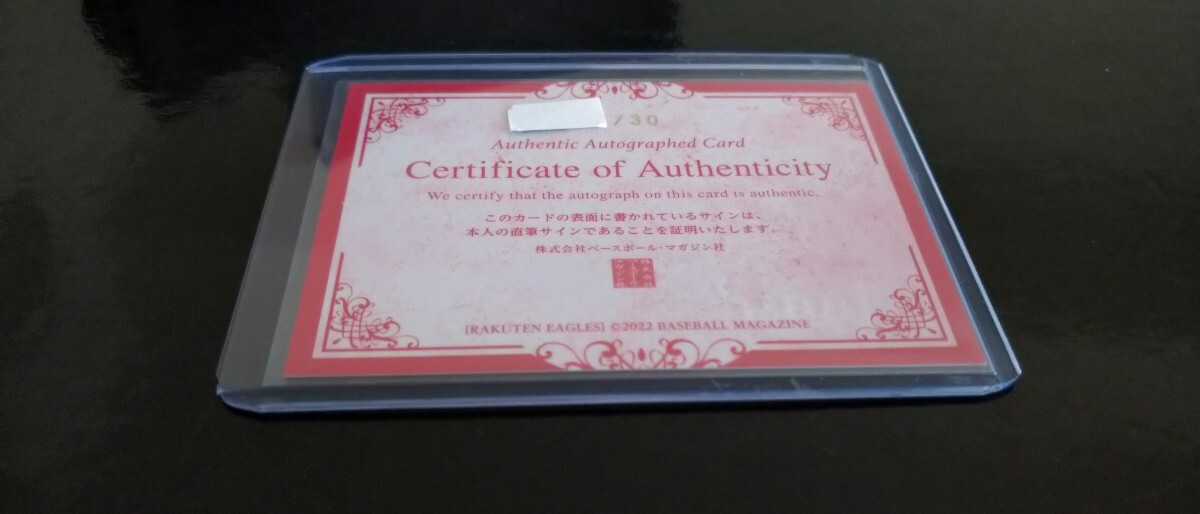 /30
Authentic Autographed Card
Certificate of Authenticity
We certify that the autograph on this card is authentic.
このカードの表面に書かれているサインは、
本人の直筆サインであることを証明いたします。
株式会社ベースボール・マガジン社
[RAKUTEN EAGLES] ©2022 BASEBALL MAGAZINE